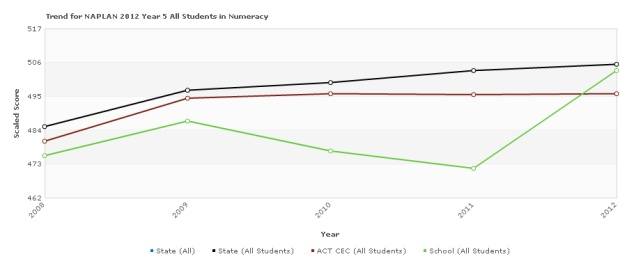 Trend for NAPLAN 2012 Year 5 All Students in Numeracy
517
506
495
484
473
462
Scaled Score
2008 2009 2010 2011 2012
Year
State (All) State (All Students) ACT CEC (All Students) School (All Students)